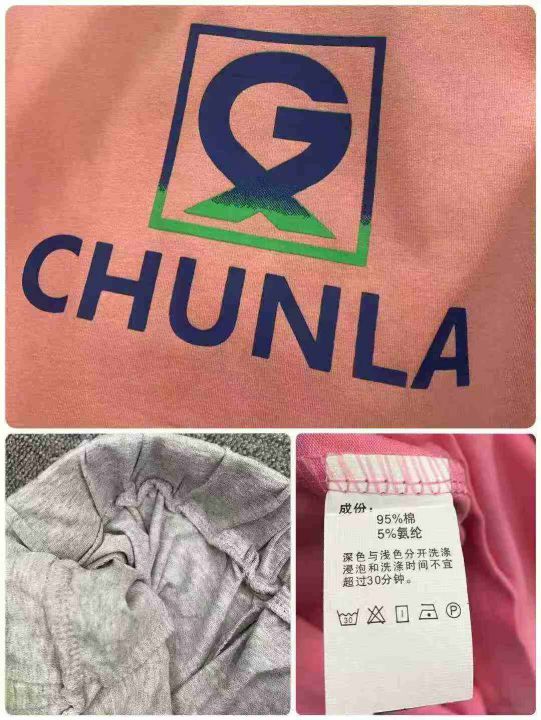 G
CHUNLA
成份：
95%棉
5%氨纶
深色与浅色分开洗涤
浸泡和洗涤时间不宜
超过30分钟。
30
P